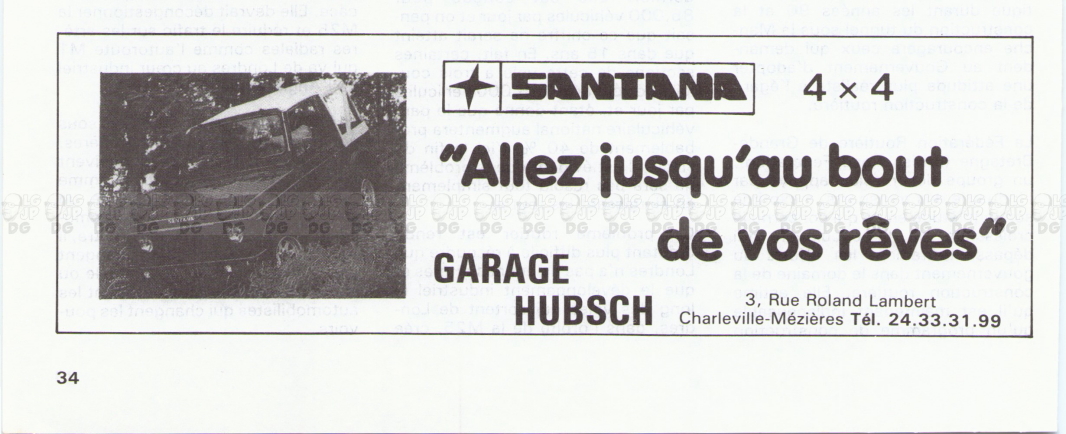 SANTANA 4 × 4
"Allez jusqu'au bout
de vos rêves"
SANTANA
GARAGE
HUBSCH
3, Rue Roland Lambert
Charleville-Mézières Tél. 24.33.31.99
34